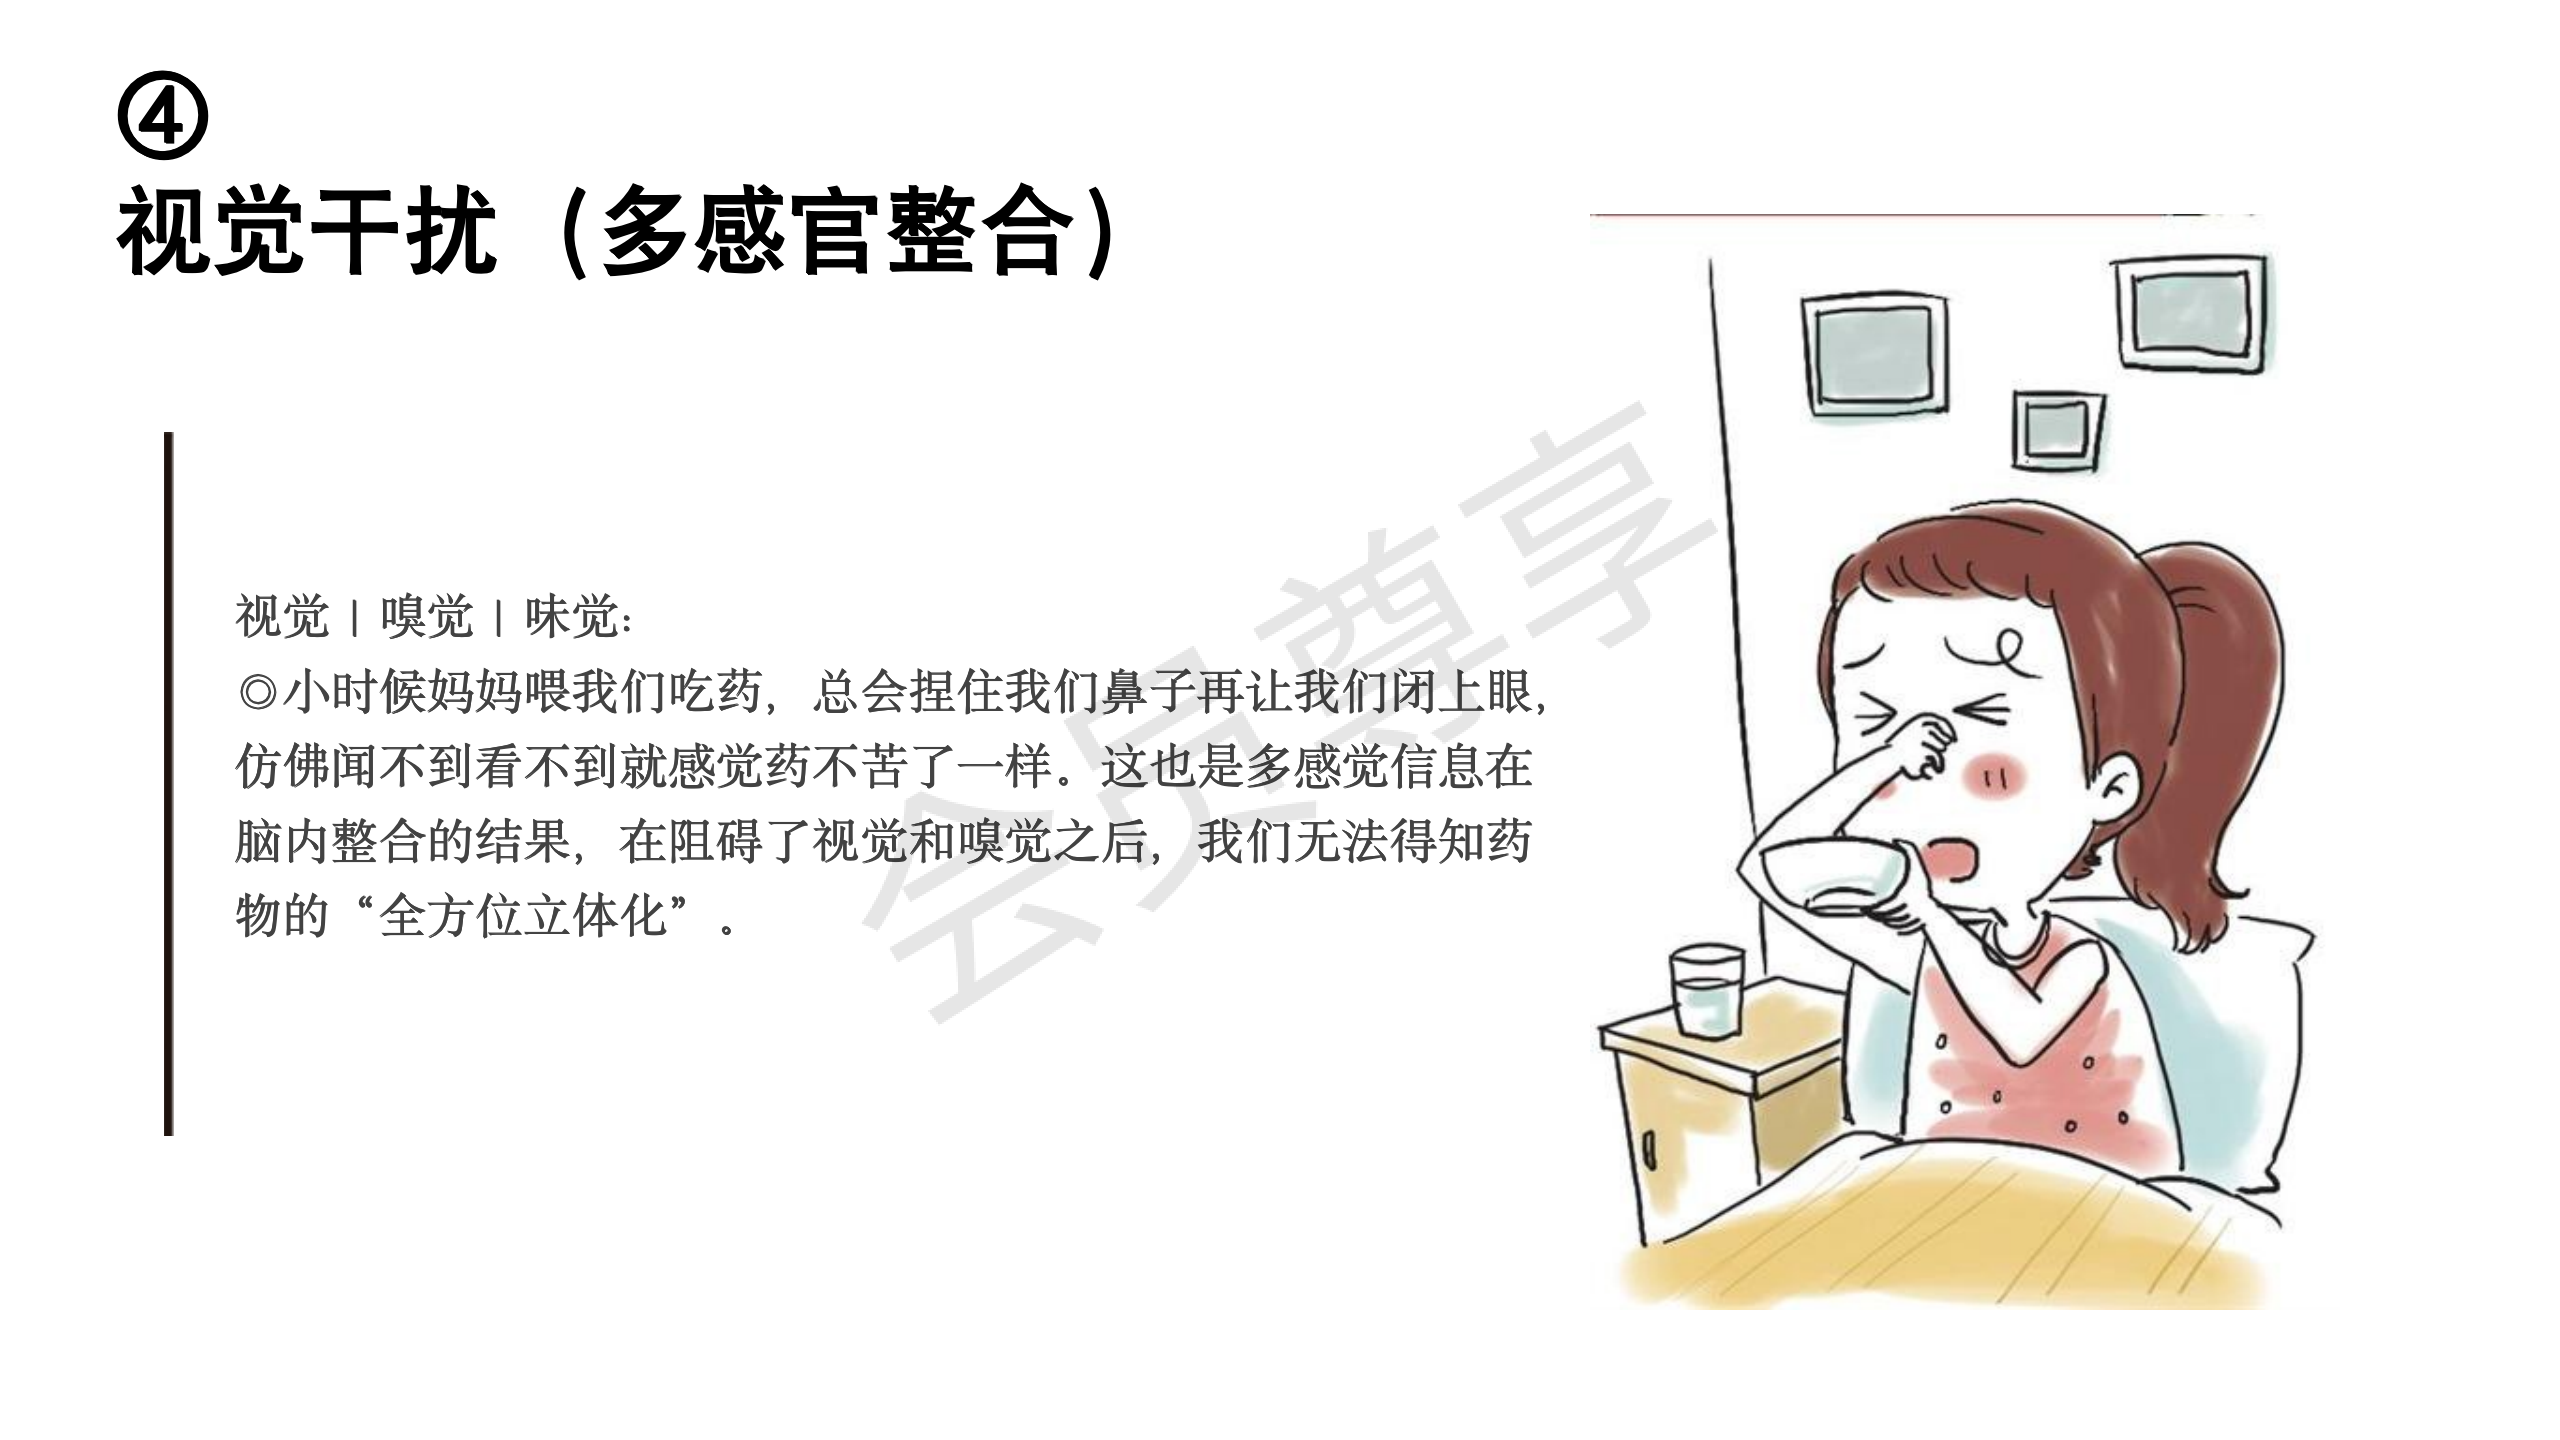 ④
视觉干扰（多感官整合）
视觉 | 嗅觉 | 味觉:
◎小时候妈妈喂我们吃药，总会捏住我们鼻子再让我们闭上眼，
仿佛闻不到看不到就感觉药不苦了一样。这也是多感觉信息在
脑内整合的结果，在阻碍了视觉和嗅觉之后，我们无法得知药
物的“全方位立体化”。
会员尊享